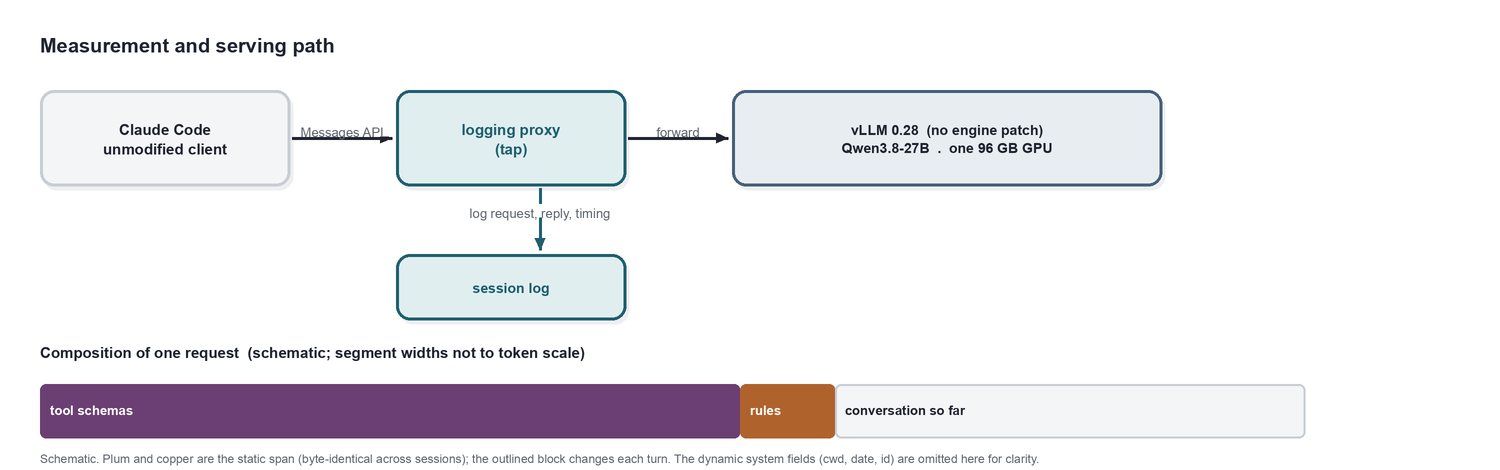 Measurement and serving path
Claude Code
unmodified client
Messages API
logging proxy
(tap)
forward
vLLM 0.28 (no engine patch)
Qwen3.8-27B . one 96 GB GPU
log request, reply, timing
session log
Composition of one request (schematic; segment widths not to token scale)
tool schemas
rules
conversation so far
Schematic. Plum and copper are the static span (byte-identical across sessions); the outlined block changes each turn. The dynamic system fields (cwd, date, id) are omitted here for clarity.